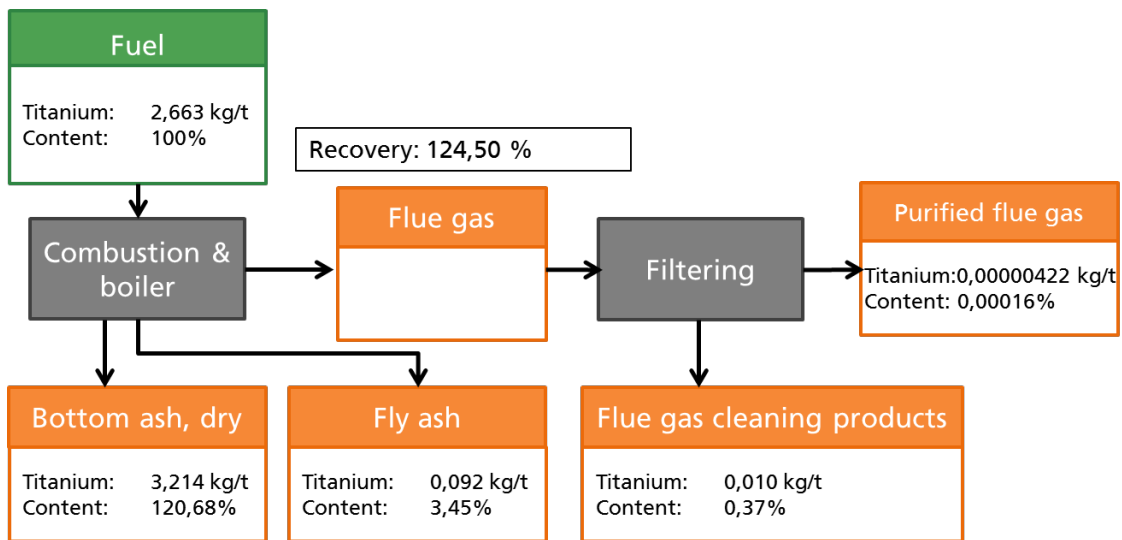 Fuel
Titanium: 2,663 kg/t
Content: 100%
Recovery: 124,50 %
Combustion &
boiler
Flue gas
Filtering
Purified flue gas
Titanium:0,00000422 kg/t
Content: 0,00016%
Bottom ash, dry
Titanium: 3,214 kg/t
Content: 120,68%
Fly ash
Titanium: 0,092 kg/t
Content: 3,45%
Flue gas cleaning products
Titanium: 0,010 kg/t
Content: 0,37%